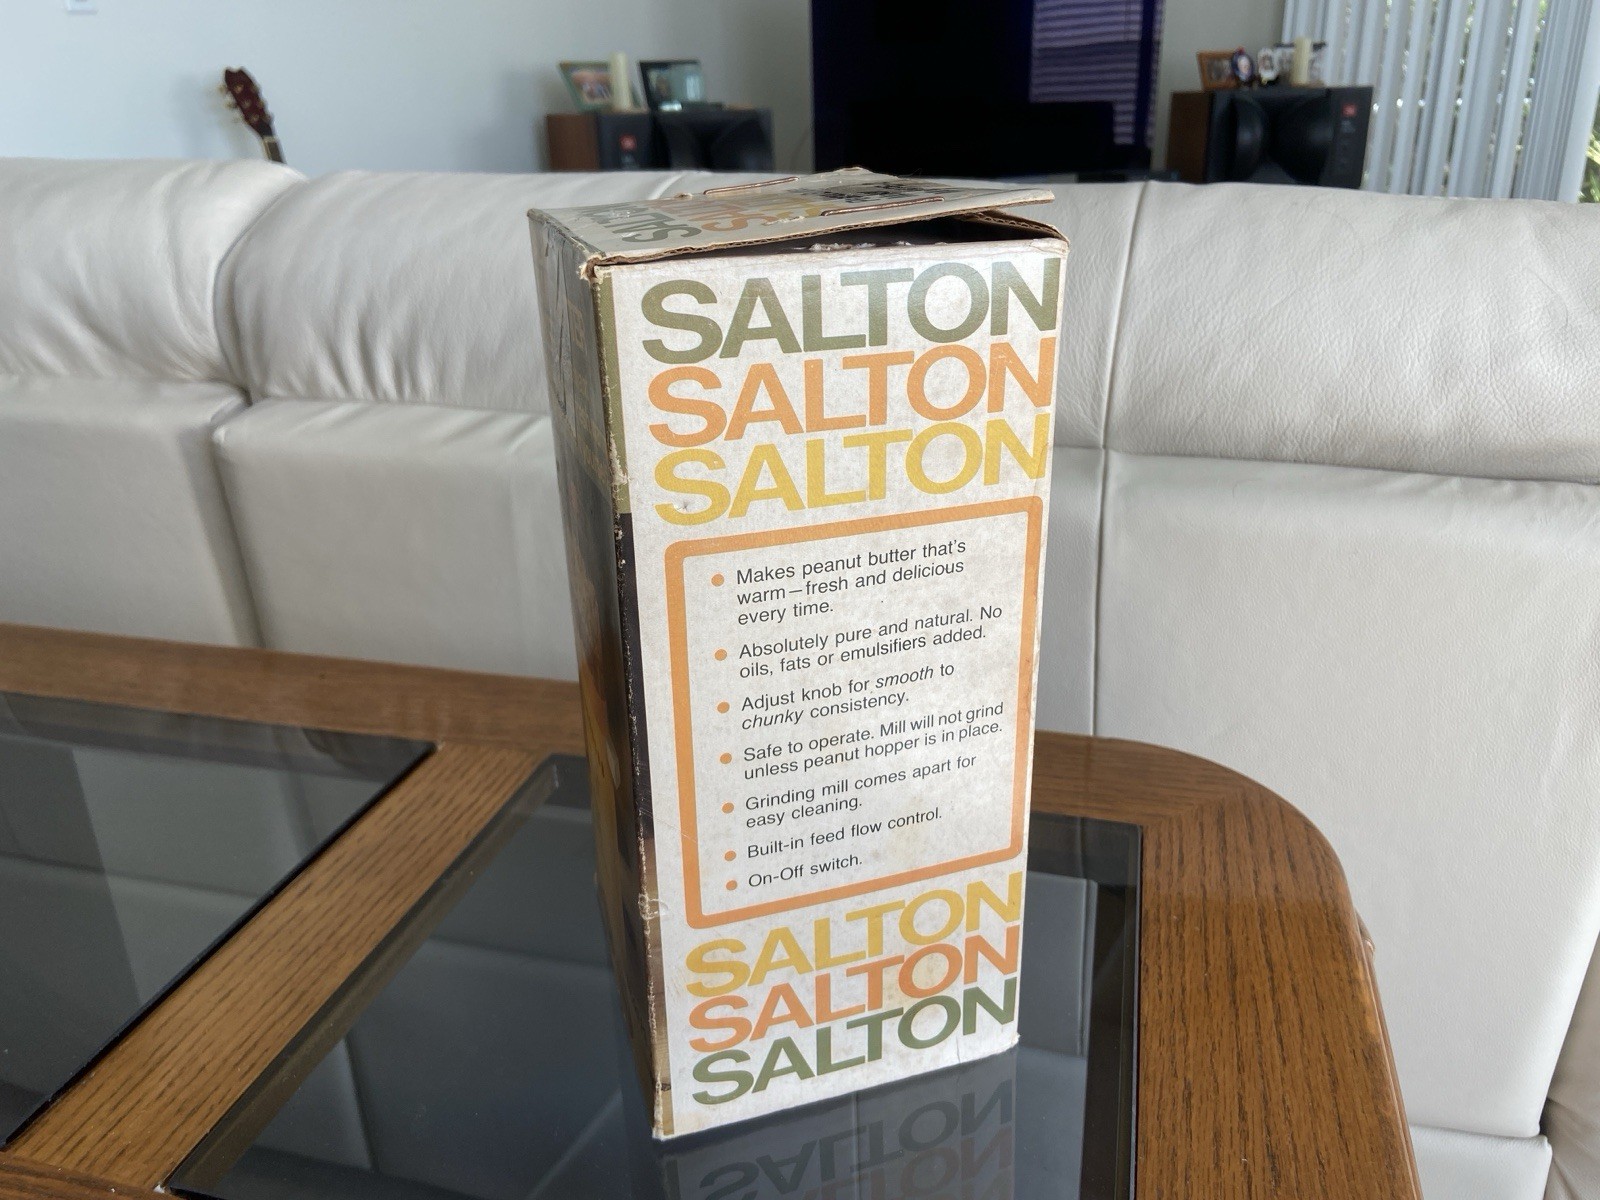 SALTON
SALTON
SALTON
• Makes peanut butter that's
warm—fresh and delicious
every time.
• Absolutely pure and natural. No
oils, fats or emulsifiers added.
• Adjust knob for smooth to
chunky consistency.
• Safe to operate. Mill will not grind
unless peanut hopper is in place.
• Grinding mill comes apart for
easy cleaning.
• Built-in feed flow control.
• On-Off switch.
SALTON
SALTON
SALTON